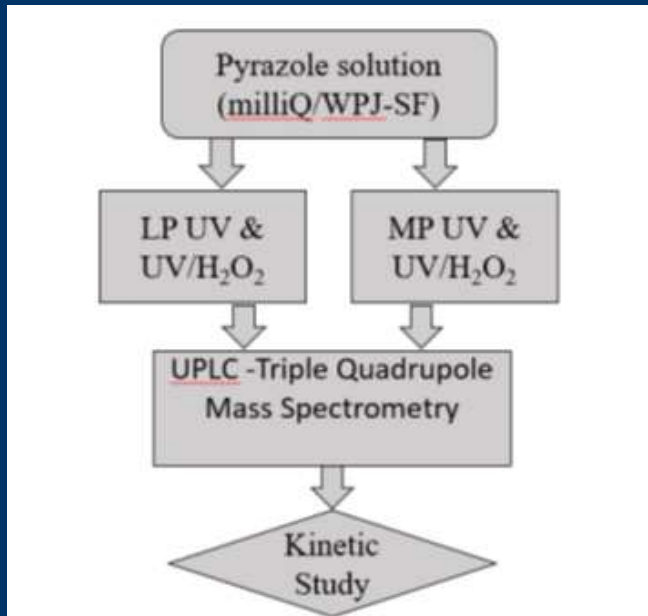 Pyrazole solution
(milliQ/WPJ-SF)
LP UV &
UV/H₂O₂
MP UV &
UV/H₂O₂
UPLC -Triple Quadrupole
Mass Spectrometry
Kinetic
Study